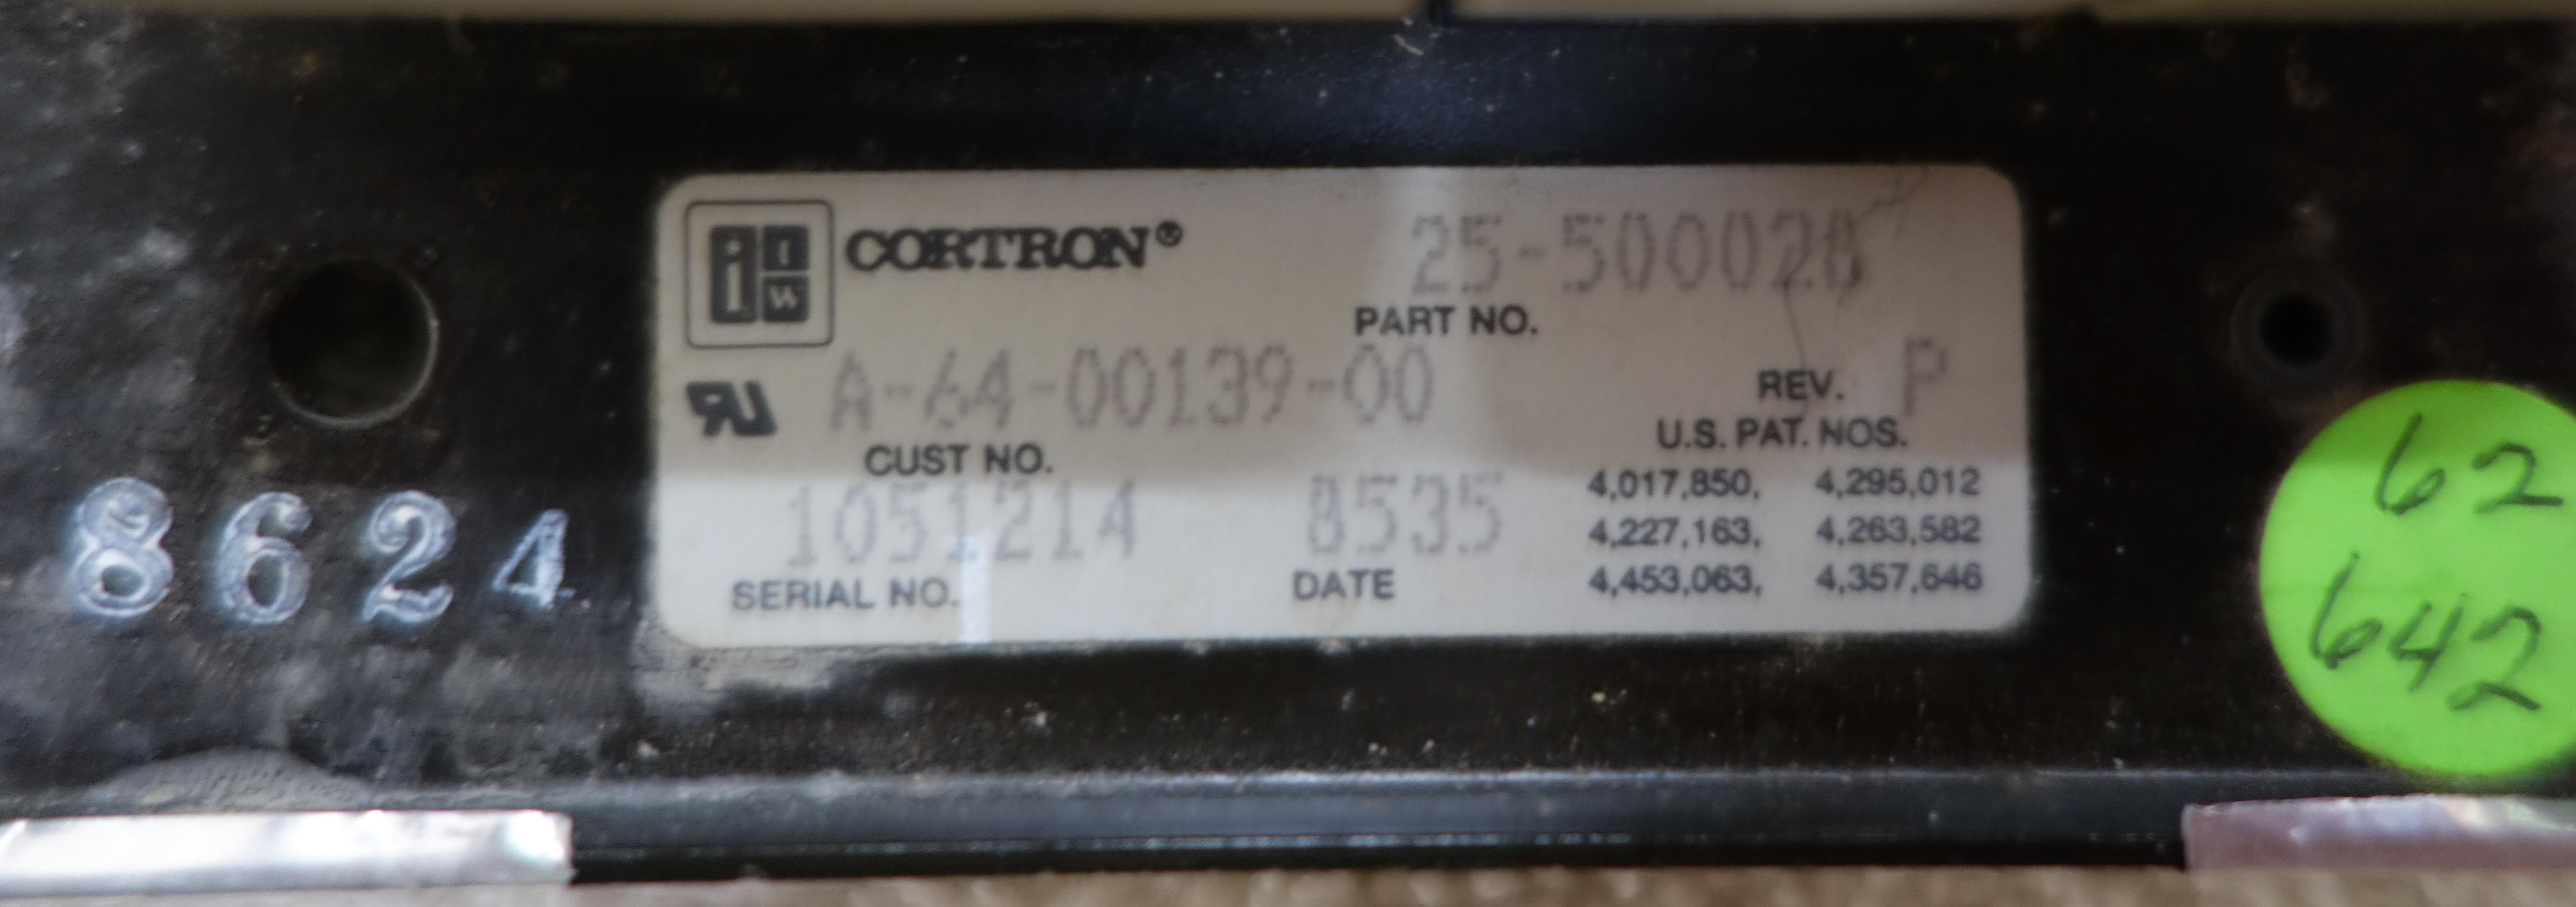 ITW CORTRON®
25-500028
PART NO.
A-64-00139-00
REV. P
CUST NO.
U.S. PAT. NOS.
1051214
8535
4,017,850, 4,295,012
4,227,163, 4,263,582
4,453,063, 4,357,646
SERIAL NO.
DATE
8624
62
642